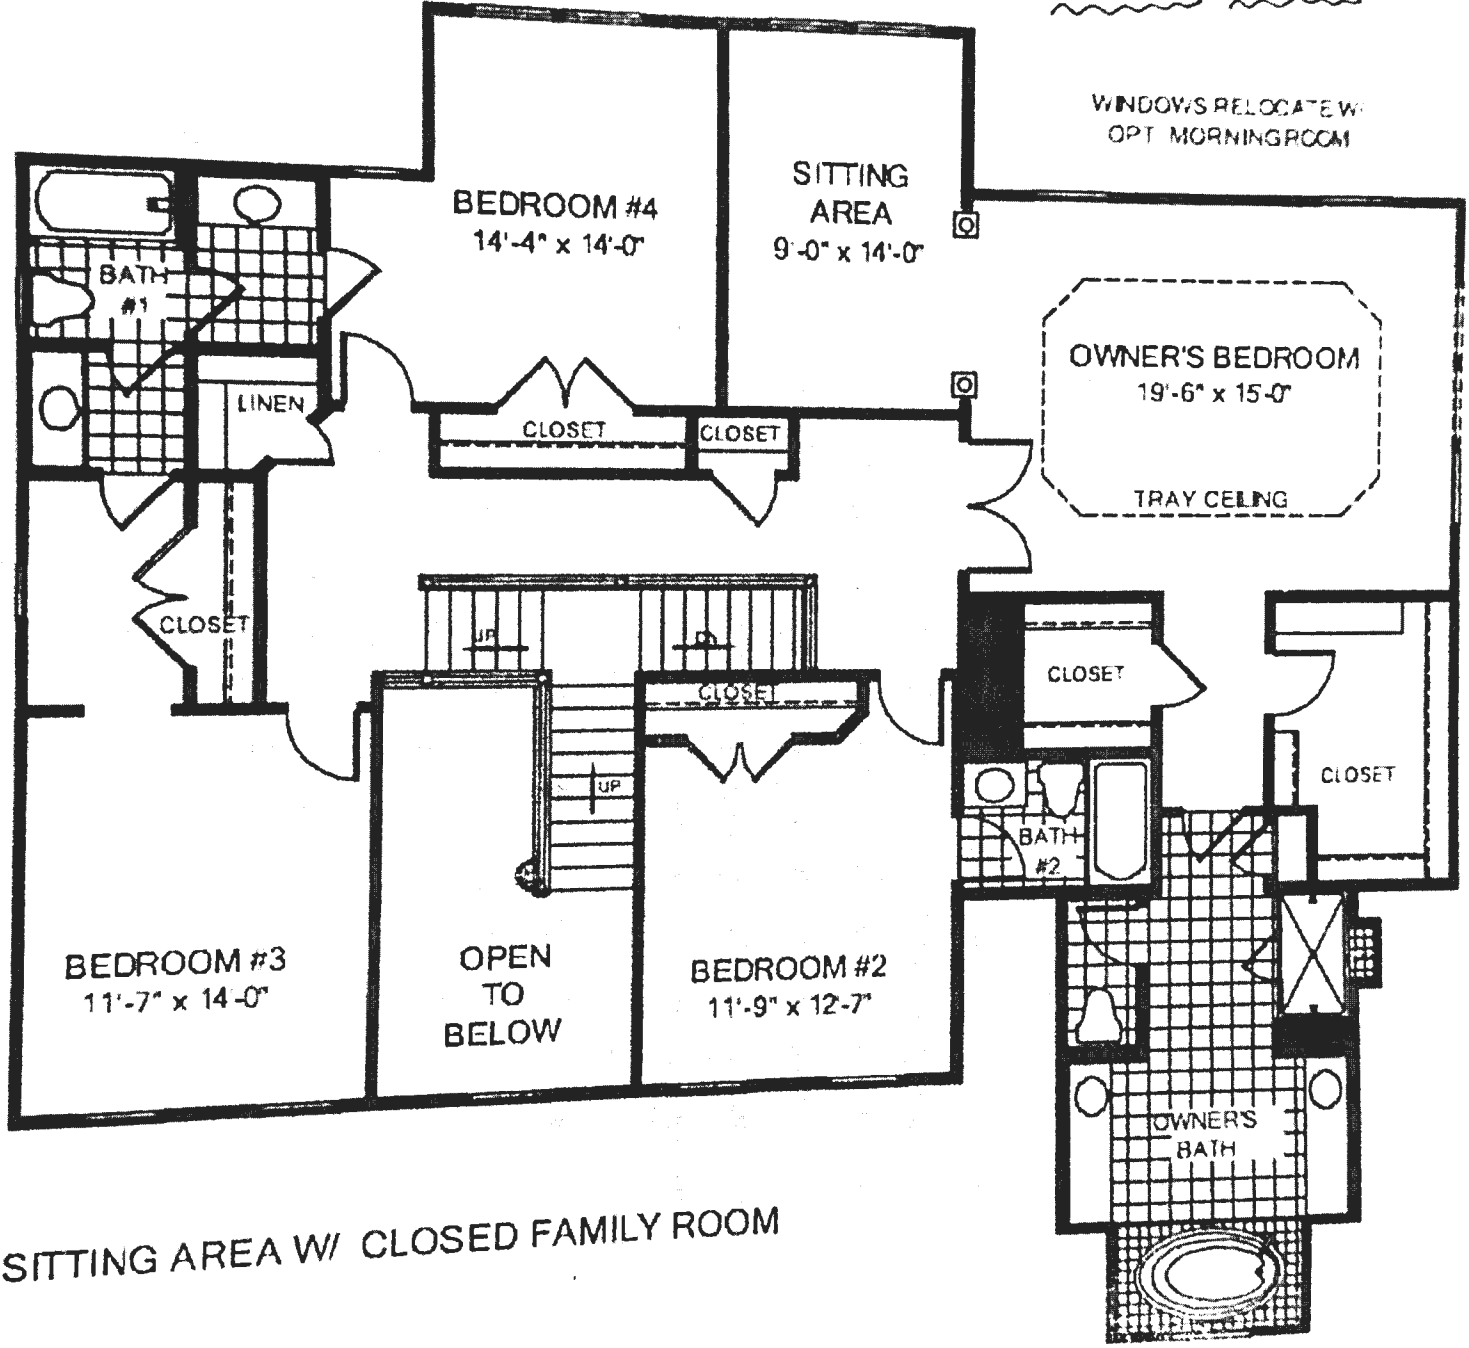 WINDOWS RELOCATE W/
OPT MORNING ROOM
SITTING
AREA
9'-0" x 14'-0"
BEDROOM #4
14'-4" x 14'-0"
BATH
#1
OWNER'S BEDROOM
19'-6" x 15'-0"
TRAY CEILING
LINEN
CLOSET
CLOSET
CLOSET
UP
CLOSET
CLOSET
CLOSET
UP
BATH
#2
BEDROOM #3
11'-7" x 14'-0"
OPEN
TO
BELOW
BEDROOM #2
11'-9" x 12'-7"
OWNER'S
BATH
SITTING AREA W/ CLOSED FAMILY ROOM